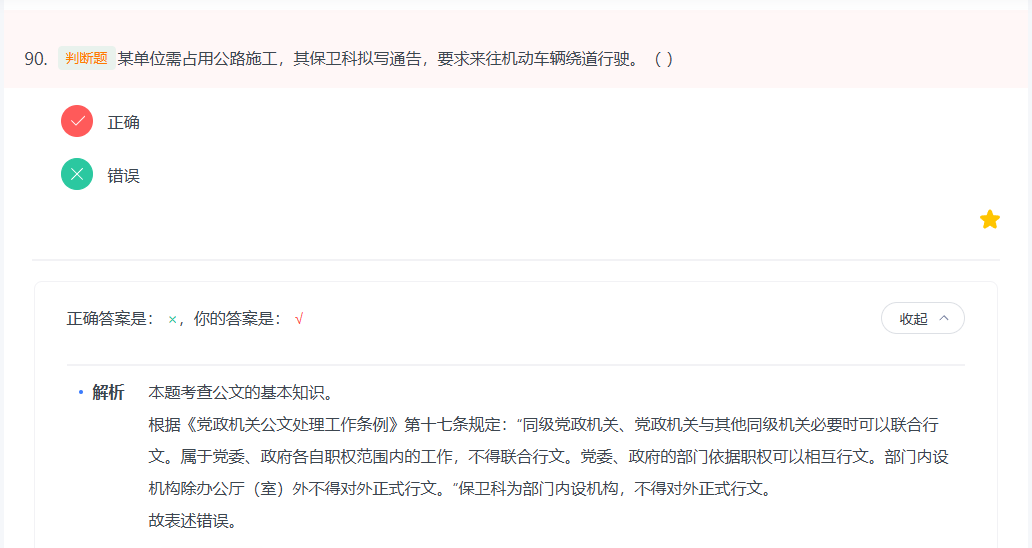 90. 判断题 某单位需占用公路施工，其保卫科拟写通告，要求来往机动车辆绕道行驶。（ ）
正确
错误
正确答案是： ×，你的答案是： √
收起
解析 本题考查公文的基本知识。
根据《党政机关公文处理工作条例》第十七条规定：“同级党政机关、党政机关与其他同级机关必要时可以联合行
文。属于党委、政府各自职权范围内的工作，不得联合行文。党委、政府的部门依据职权可以相互行文。部门内设
机构除办公厅（室）外不得对外正式行文。”保卫科为部门内设机构，不得对外正式行文。
故表述错误。